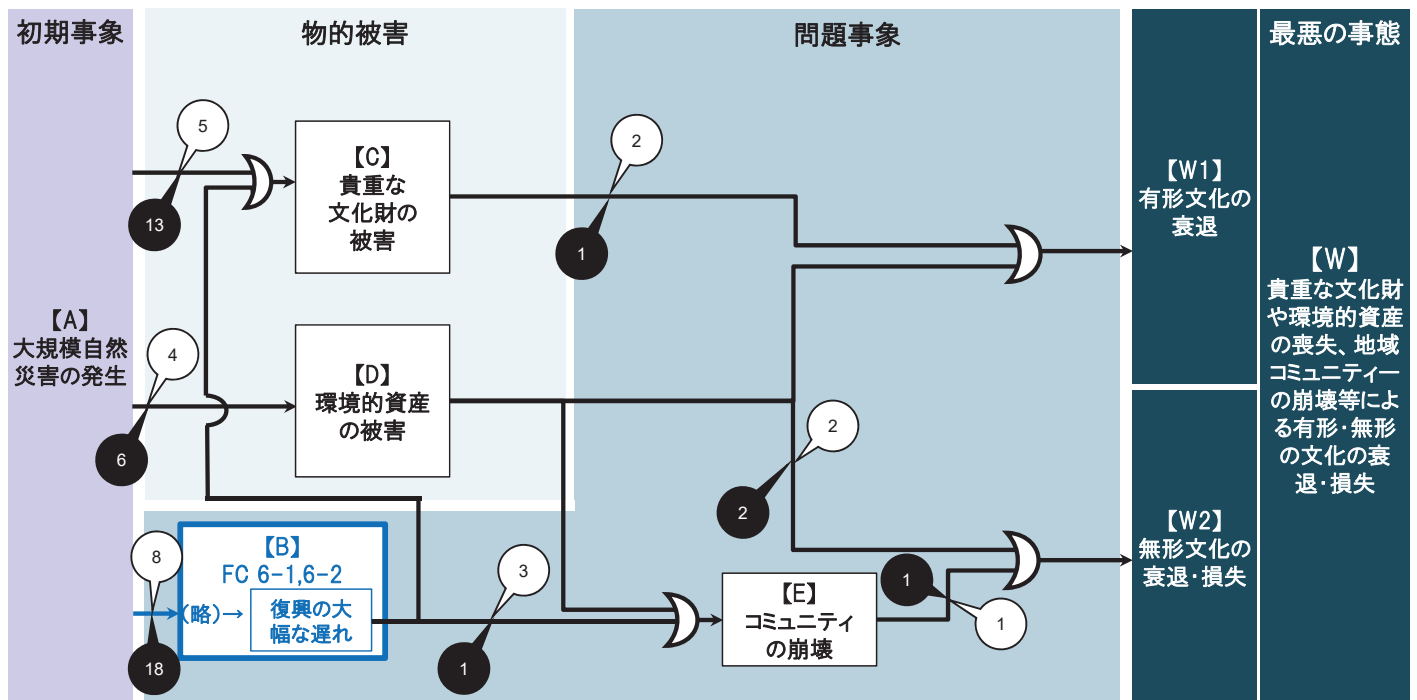 初期事象
物的被害
問題事象
最悪の事態
【A】
大規模自然
災害の発生
5
13
4
6
8
18
【C】
貴重な
文化財の
被害
【D】
環境的資産
の被害
【B】
FC 6-1,6-2
(略)→
復興の大
幅な遅れ
2
1
2
2
3
1
【E】
コミュニティ
の崩壊
1
1
【W1】
有形文化の
衰退
【W2】
無形文化の
衰退・損失
【W】
貴重な文化財
や環境的資産
の喪失、地域
コミュニティー
の崩壊等によ
る有形・無形
の文化の衰
退・損失